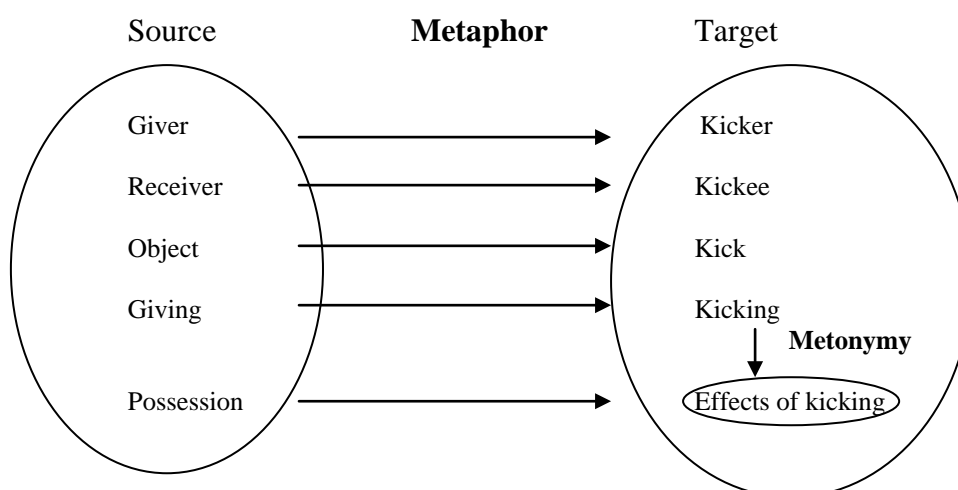 Source Metaphor Target
Giver Kicker
Receiver Kickee
Object Kick
Giving Kicking
Metonymy
Possession Effects of kicking